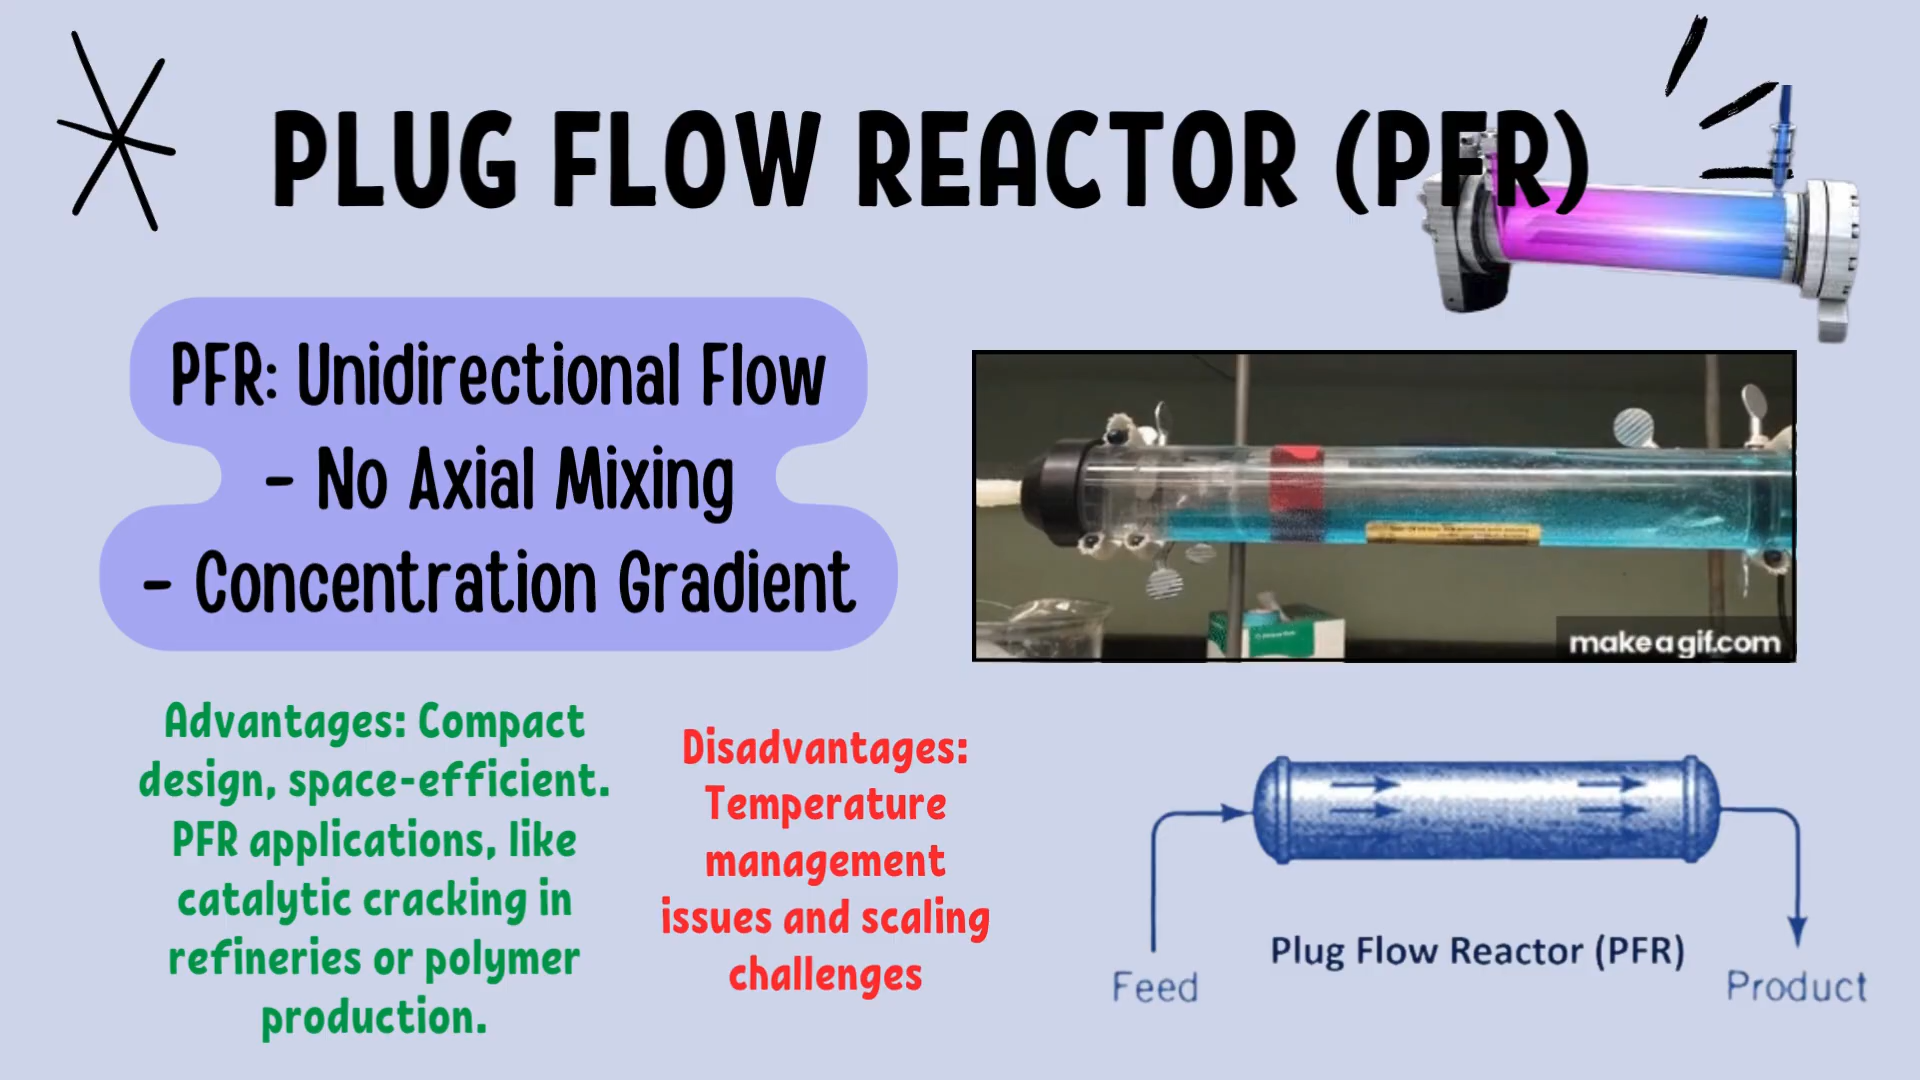 PLUG FLOW REACTOR (PFR)
PFR: Unidirectional Flow
- No Axial Mixing
- Concentration Gradient
makeagif.com
Advantages: Compact
design, space-efficient.
PFR applications, like
catalytic cracking in
refineries or polymer
production.
Disadvantages:
Temperature
management
issues and scaling
challenges
Plug Flow Reactor (PFR)
Feed
Product